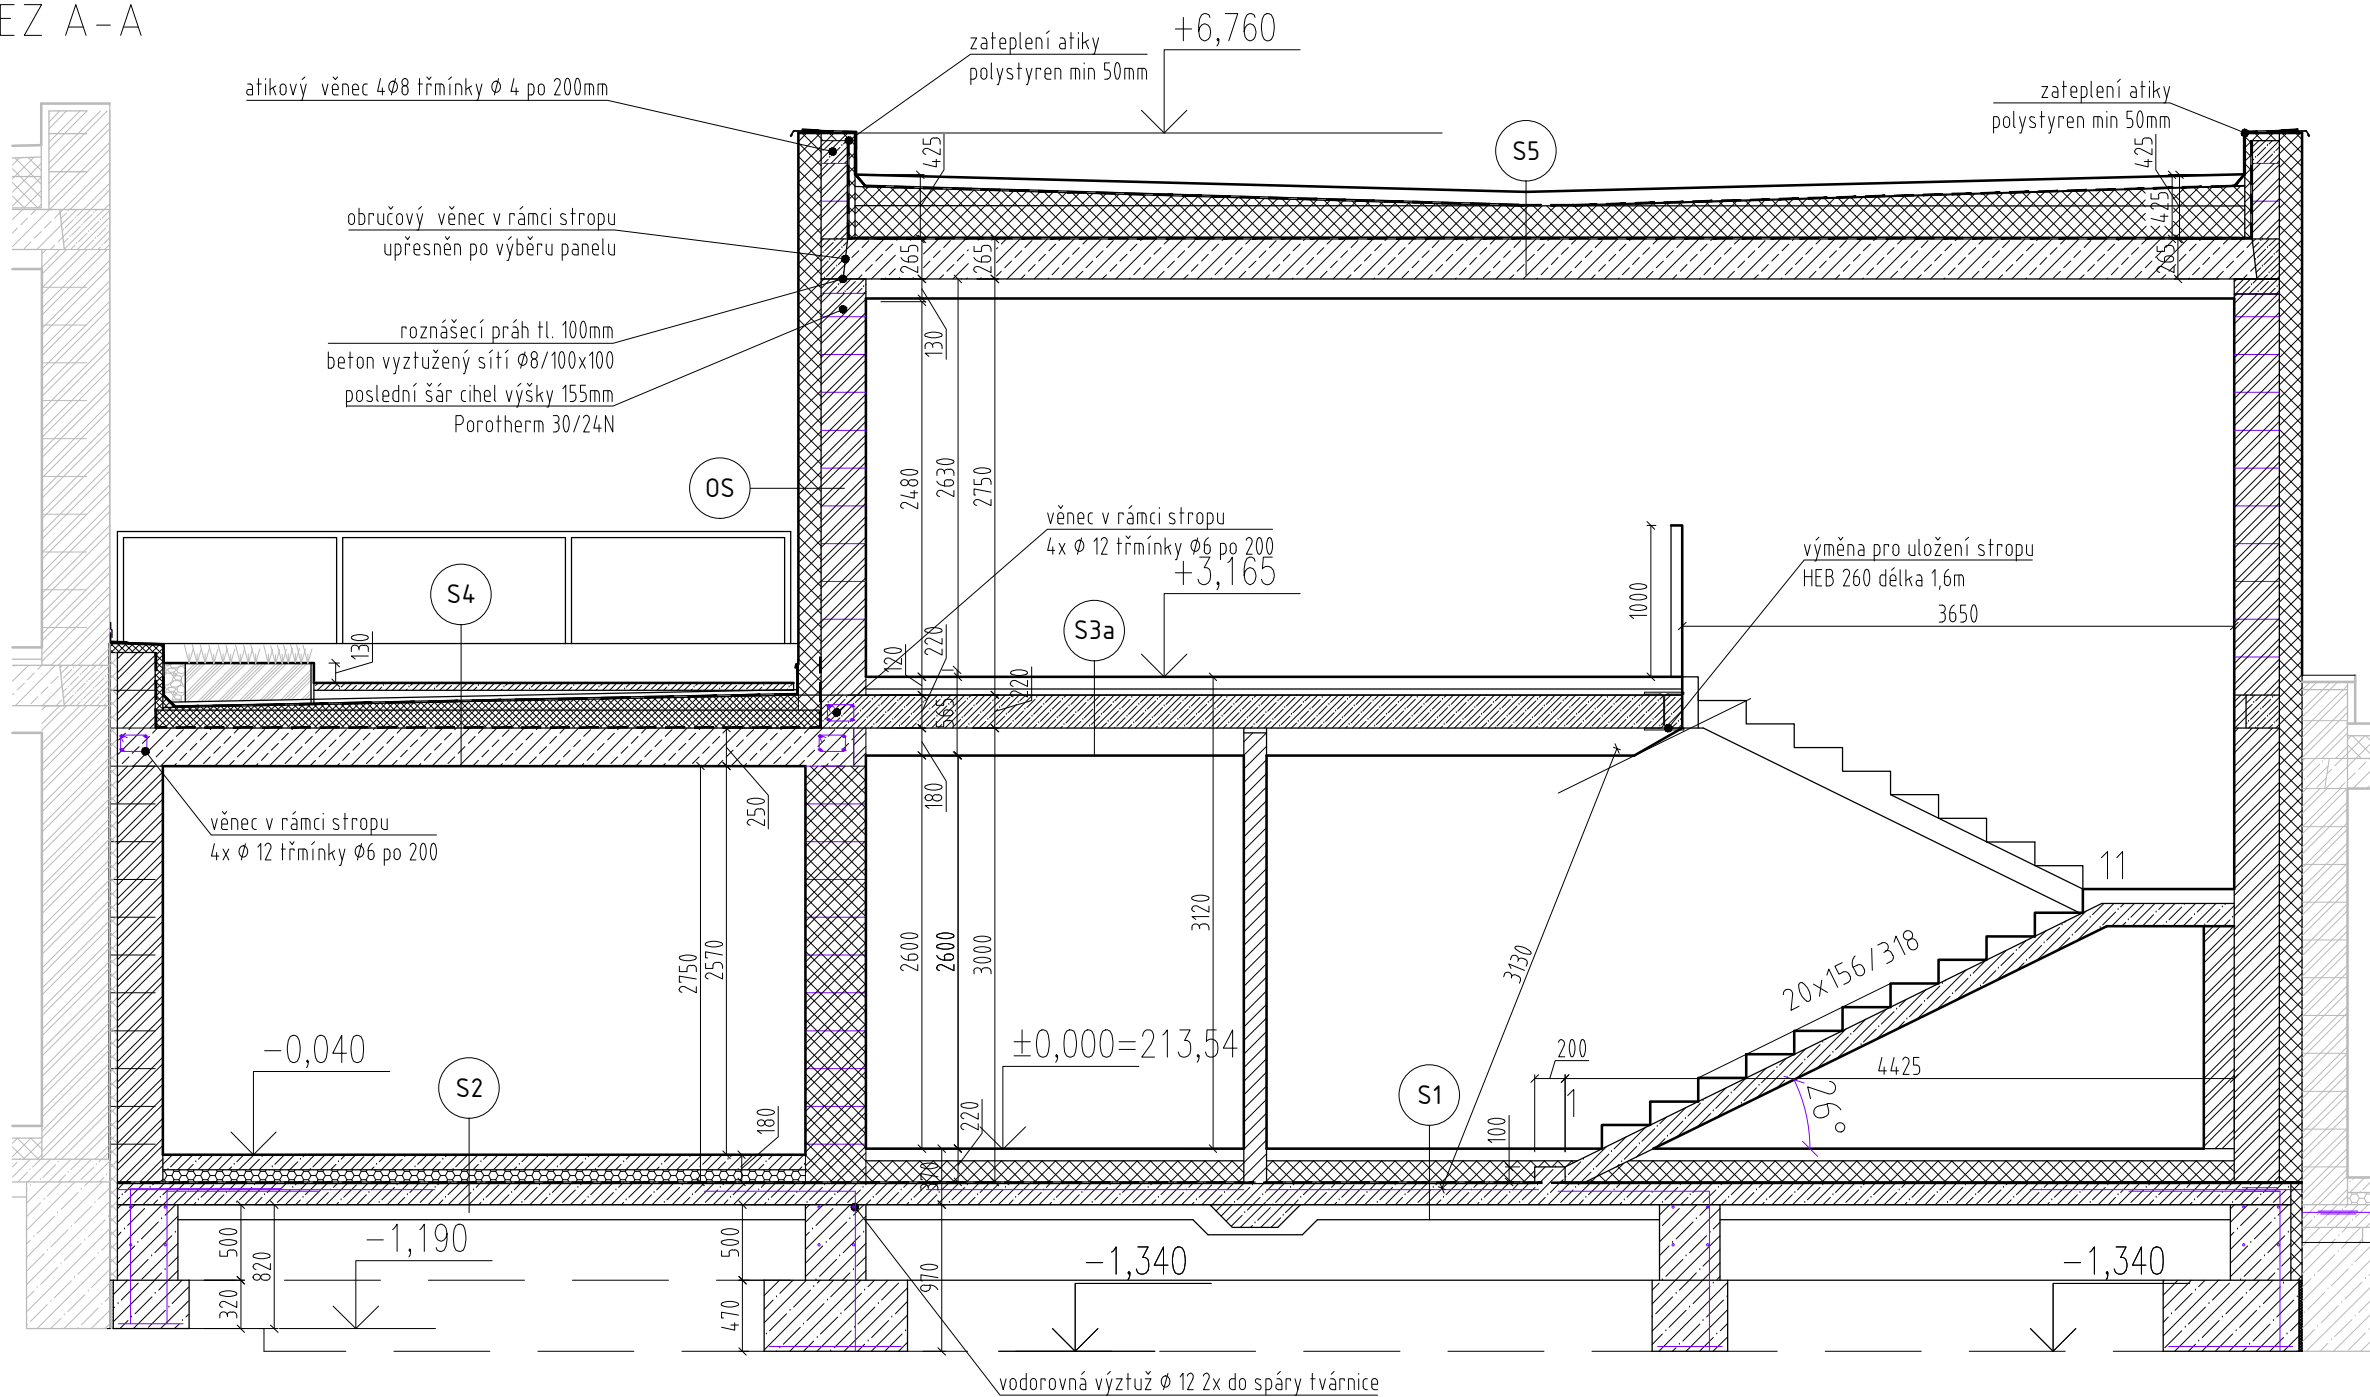 EZ A-A
+6,760
zateplení atiky
polystyren min 50mm
atikový věnec 4Ø8 třmínky Ø 4 po 200mm
zateplení atiky
polystyren min 50mm
S5
425
425
425
obručový věnec v rámci stropu
upřesněn po výběru panelu
265
265
265
130
roznášecí práh tl. 100mm
beton vyztužený sítí Ø8/100x100
poslední šár cihel výšky 155mm
Porotherm 30/24N
OS
2480
2630
2750
věnec v rámci stropu
4x Ø 12 třmínky Ø6 po 200
+3,165
výměna pro uložení stropu
HEB 260 délka 1,6m
1000
3650
S4
S3a
130
120
220
220
565
180
250
věnec v rámci stropu
4x Ø 12 třmínky Ø6 po 200
11
2750
2570
2600
2600
3000
3120
3130
20x156/318
-0,040
±0,000=213,54
200
4425
S2
S1
1
26°
180
220
100
370
-1,190
500
820
320
500
470
970
-1,340
-1,340
vodorovná výztuž Ø 12 2x do spáry tvárnice